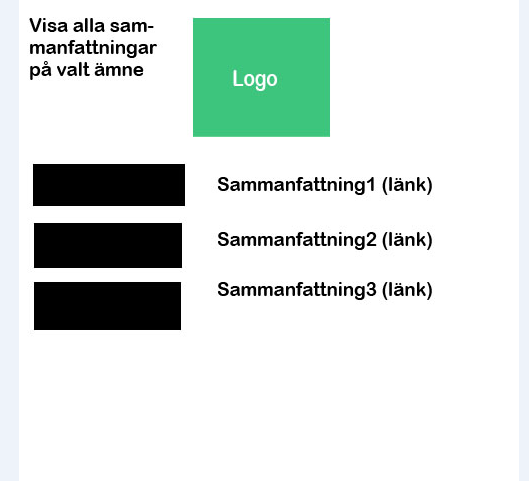 Visa alla sam-
manfattningar
på valt ämne
Logo
Sammanfattning1 (länk)
Sammanfattning2 (länk)
Sammanfattning3 (länk)